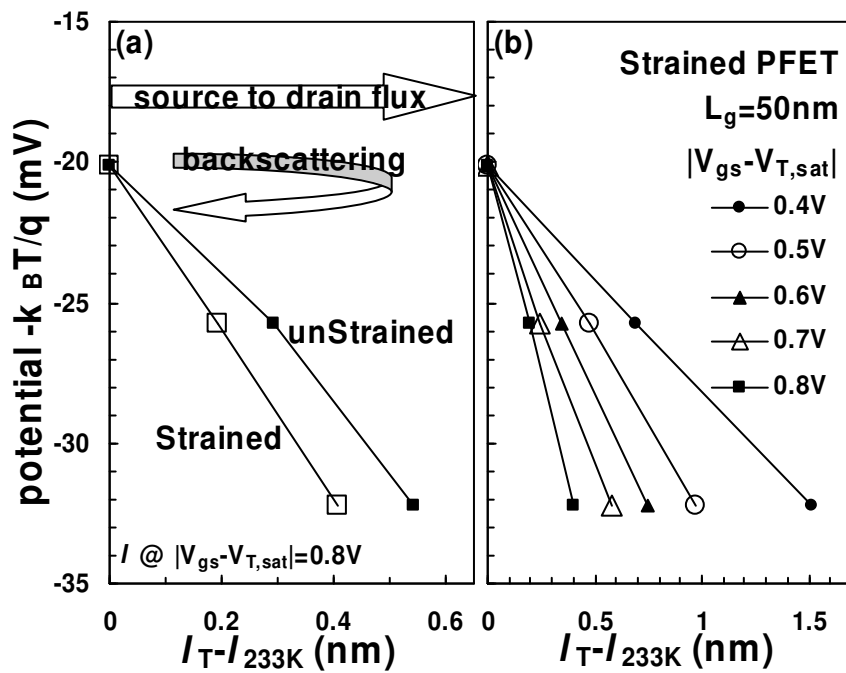 (a)
source to drain flux
backscattering
unStrained
Strained
l @ |Vgs-VT,sat|=0.8V
potential -k BT/q (mV)
-15
-20
-25
-30
-35
0
0.2
0.4
0.6
lT-l233K (nm)
(b)
Strained PFET
Lg=50nm
|Vgs-VT,sat|
0.4V
0.5V
0.6V
0.7V
0.8V
0
0.5
1
1.5
lT-l233K (nm)